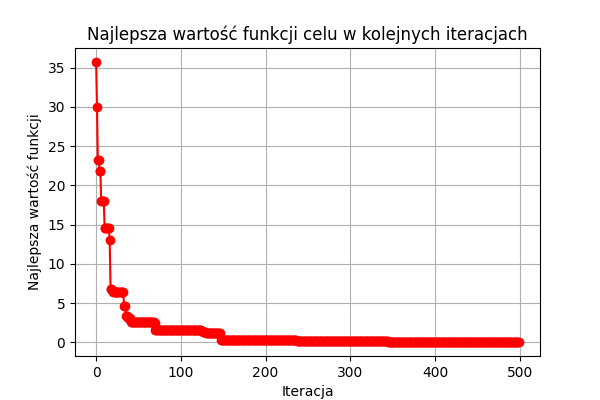 Najlepsza wartość funkcji celu w kolejnych iteracjach
Najlepsza wartość funkcji
35
30
25
20
15
10
5
0
0 100 200 300 400 500
Iteracja